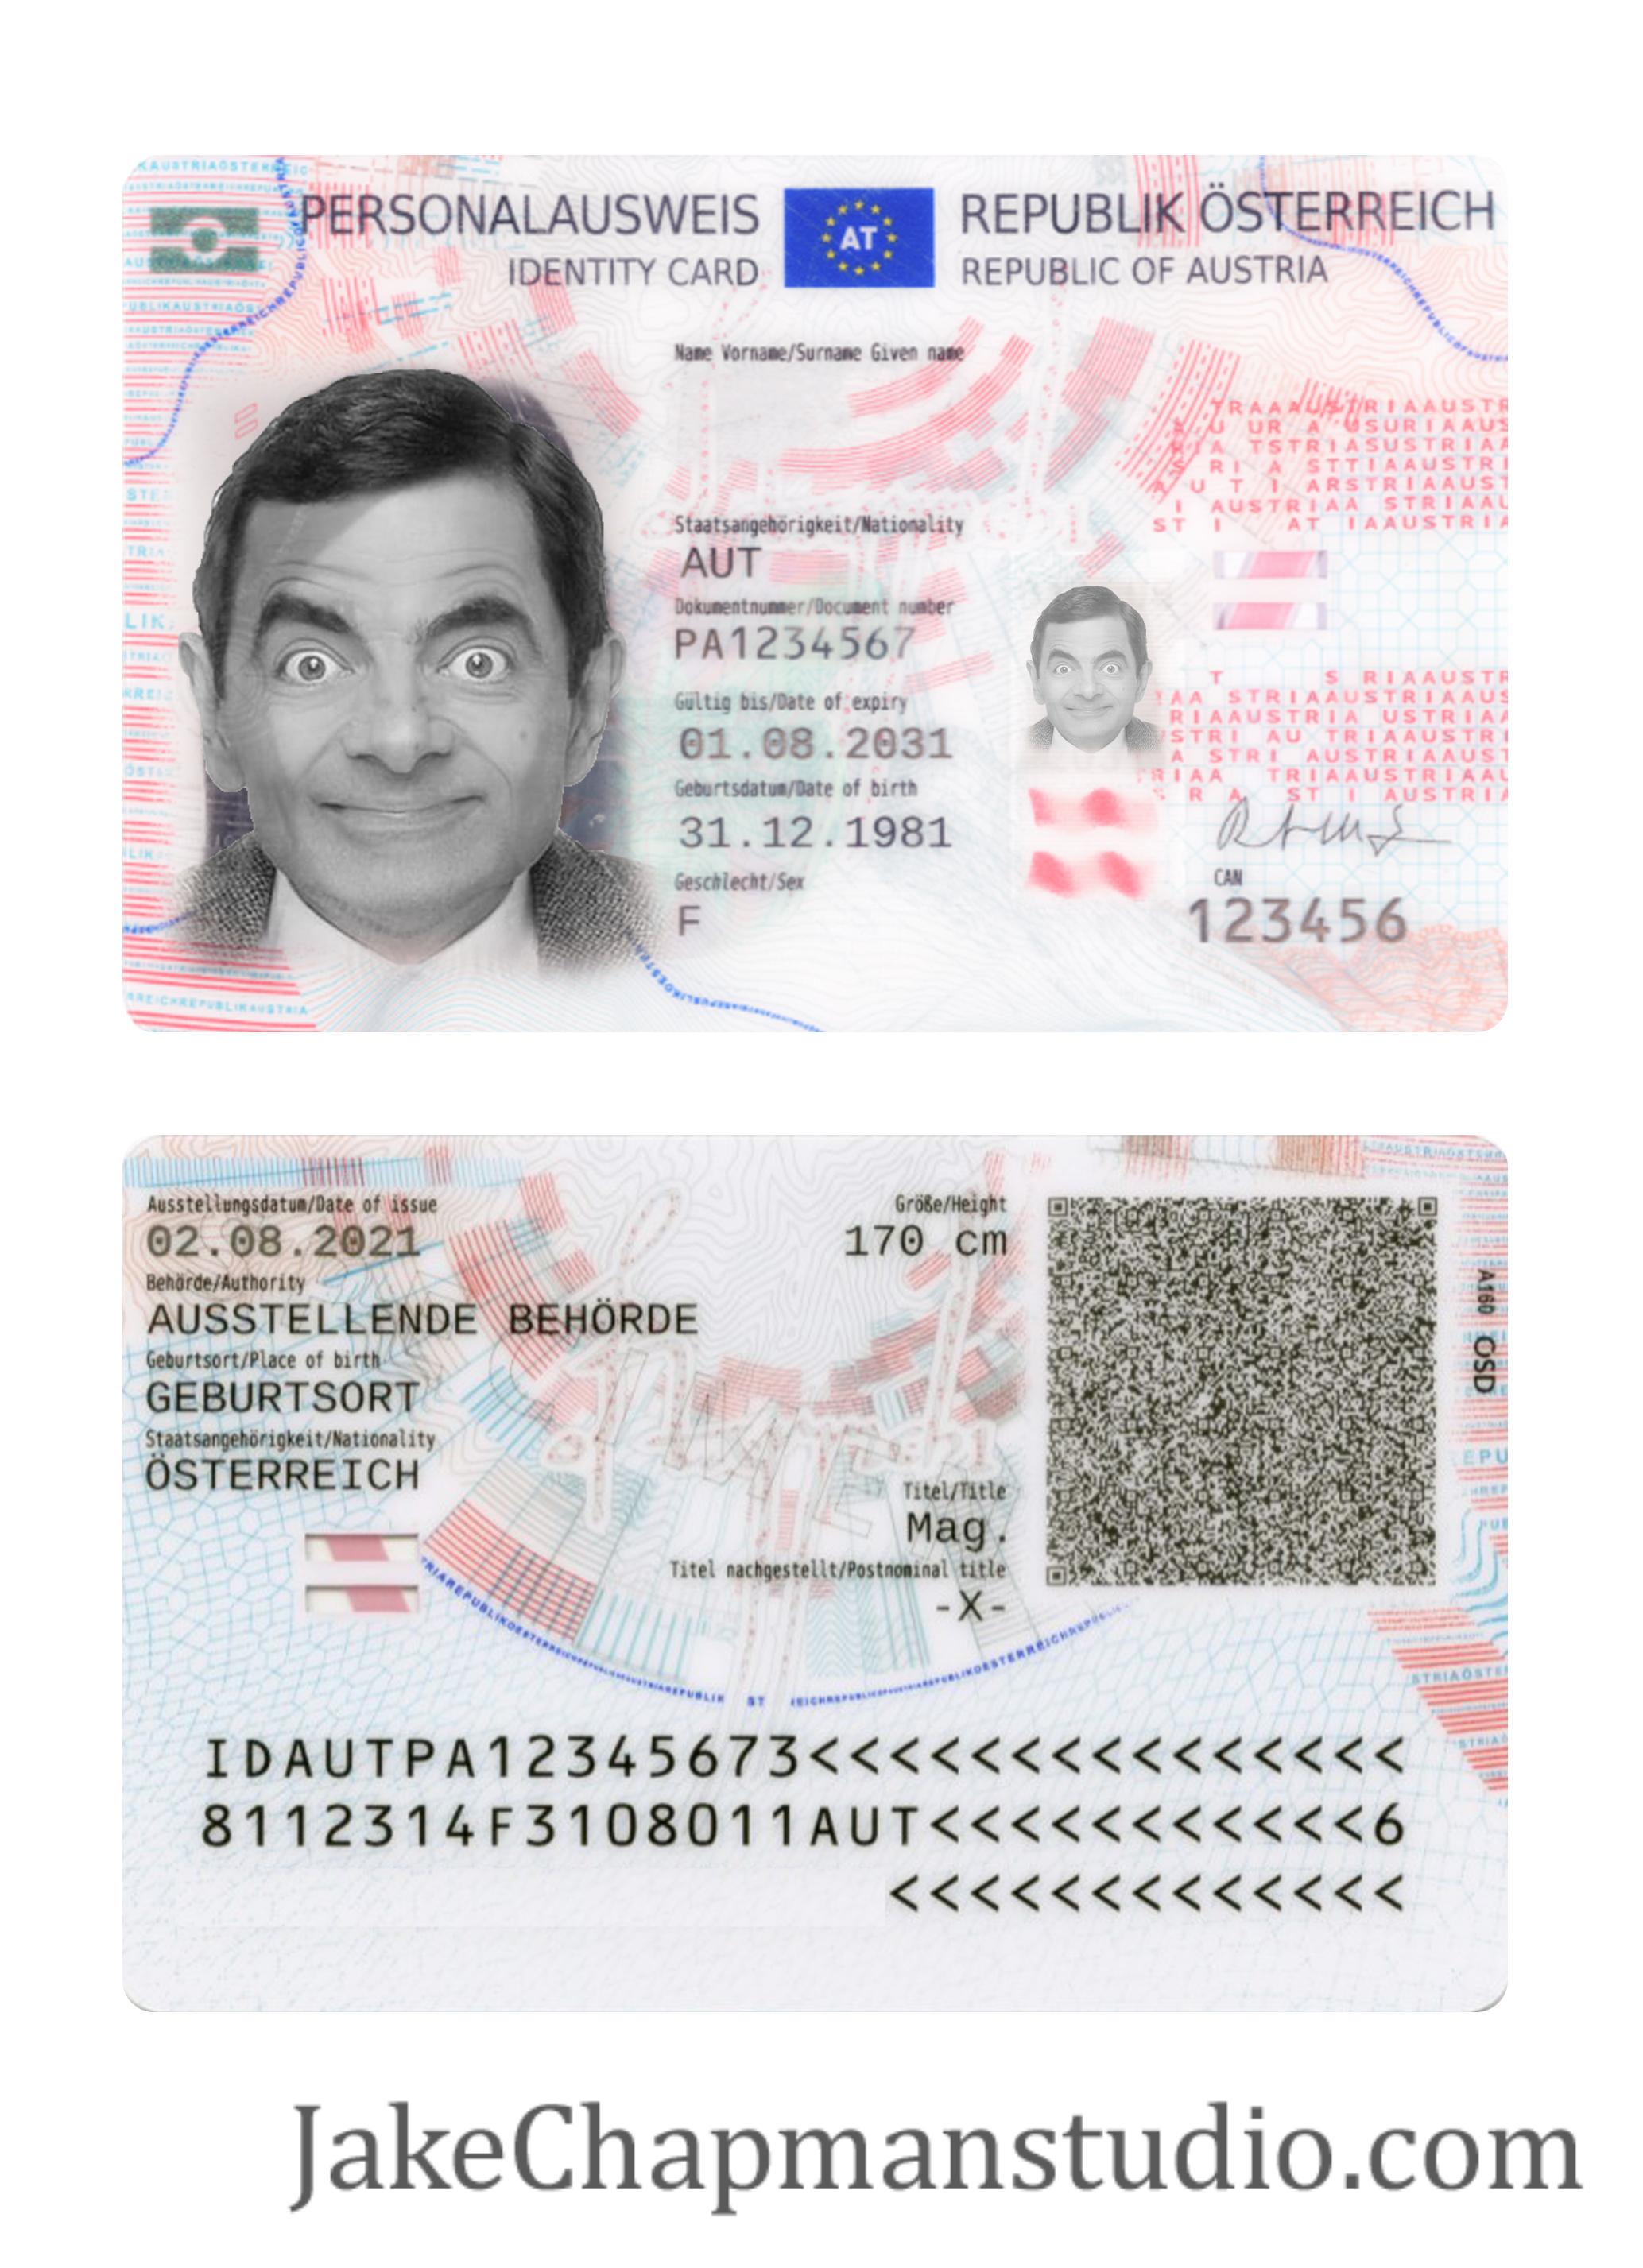 PERSONALAUSWEIS AT REPUBLIK ÖSTERREICH
IDENTITY CARD REPUBLIC OF AUSTRIA
Name Vorname/Surname Given name
Staatsangehörigkeit/Nationality
AUT
Dokumentnummer/Document number
PA1234567
Gültig bis/Date of expiry
01.08.2031
Geburtsdatum/Date of birth
31.12.1981
Geschlecht/Sex
F
CAN
123456
Ausstellungsdatum/Date of issue
02.08.2021
Größe/Height
170 cm
Behörde/Authority
AUSSTELLENDE BEHÖRDE
Geburtsort/Place of birth
GEBURTSORT
Staatsangehörigkeit/Nationality
ÖSTERREICH
Titel/Title
Mag.
Titel nachgestellt/Postnominal title
-X-
A160 OSD
IDAUTPA12345673<<<<<<<<<<<<<<<
8112314F3108011AUT<<<<<<<<<<<6
<<<<<<<<<<<<<
JakeChapmanstudio.com